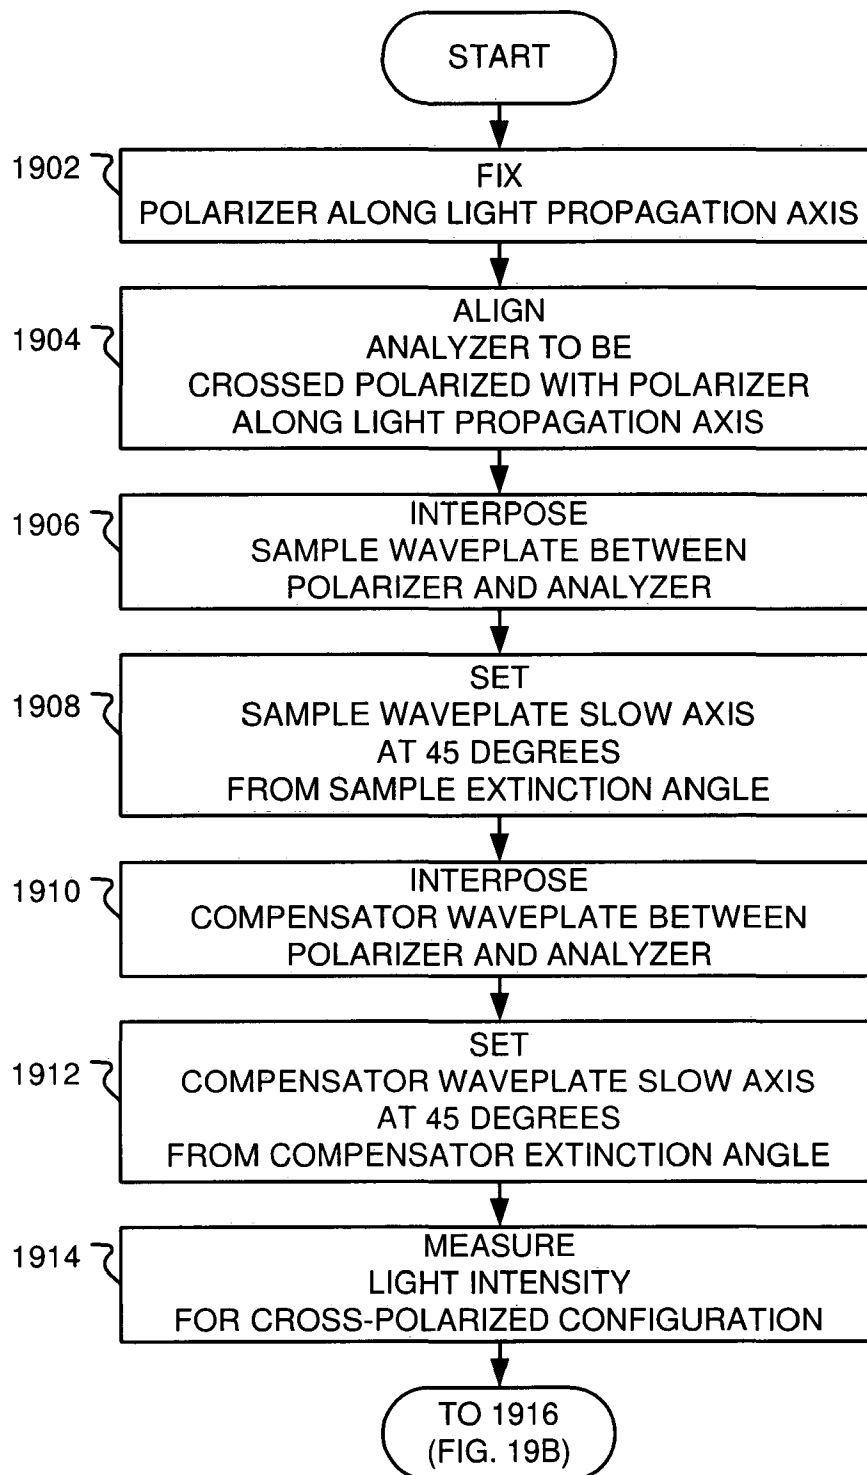 START
1902
FIX
POLARIZER ALONG LIGHT PROPAGATION AXIS
1904
ALIGN
ANALYZER TO BE
CROSSED POLARIZED WITH POLARIZER
ALONG LIGHT PROPAGATION AXIS
1906
INTERPOSE
SAMPLE WAVEPLATE BETWEEN
POLARIZER AND ANALYZER
1908
SET
SAMPLE WAVEPLATE SLOW AXIS
AT 45 DEGREES
FROM SAMPLE EXTINCTION ANGLE
1910
INTERPOSE
COMPENSATOR WAVEPLATE BETWEEN
POLARIZER AND ANALYZER
1912
SET
COMPENSATOR WAVEPLATE SLOW AXIS
AT 45 DEGREES
FROM COMPENSATOR EXTINCTION ANGLE
1914
MEASURE
LIGHT INTENSITY
FOR CROSS-POLARIZED CONFIGURATION
TO 1916
(FIG. 19B)